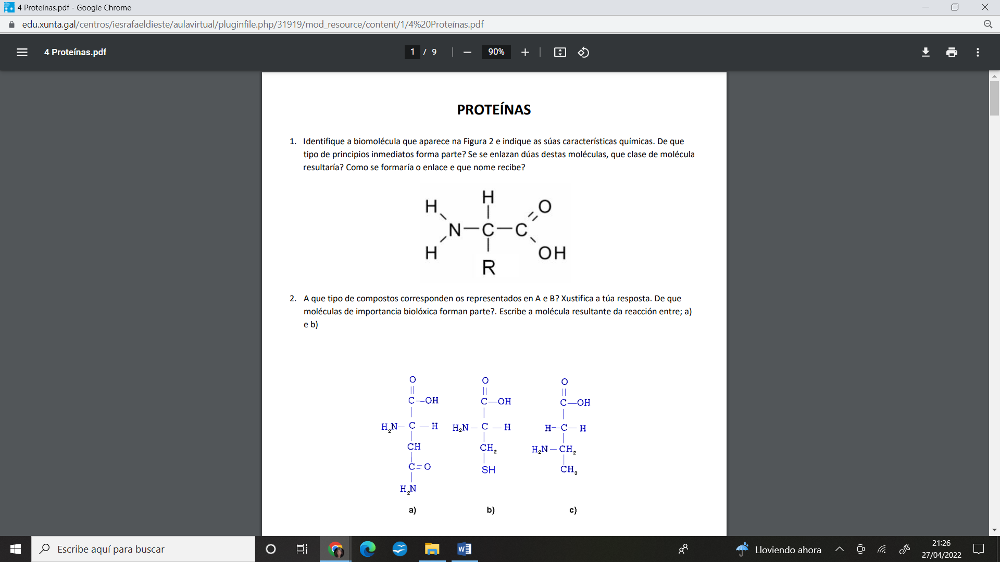 4 Proteínas.pdf - Google Chrome
edu.xunta.gal/centros/iesrafaeldieste/aulavirtual/pluginfile.php/31919/mod_resource/content/1/4%20Proteínas.pdf
4 Proteínas.pdf
1 / 9
90%
PROTEÍNAS
1. Identifique a biomolécula que aparece na Figura 2 e indique as súas características químicas. De que
tipo de principios inmediatos forma parte? Se se enlazan dúas destas moléculas, que clase de molécula
resultaría? Como se formaría o enlace e que nome recibe?
H
H O
N—C—C
H OH
R
2. A que tipo de compostos corresponden os representados en A e B? Xustifica a túa resposta. De que
moléculas de importancia biolóxica forman parte?. Escribe a molécula resultante da reacción entre; a)
e b)
O O O
C—OH C—OH C—OH
H₂N—C—H H₂N—C—H H—C—H
CH CH₂ H₂N—CH₂
C=O SH CH₃
H₂N
a) b) c)
Escribe aquí para buscar
Lloviendo ahora
21:26
27/04/2022